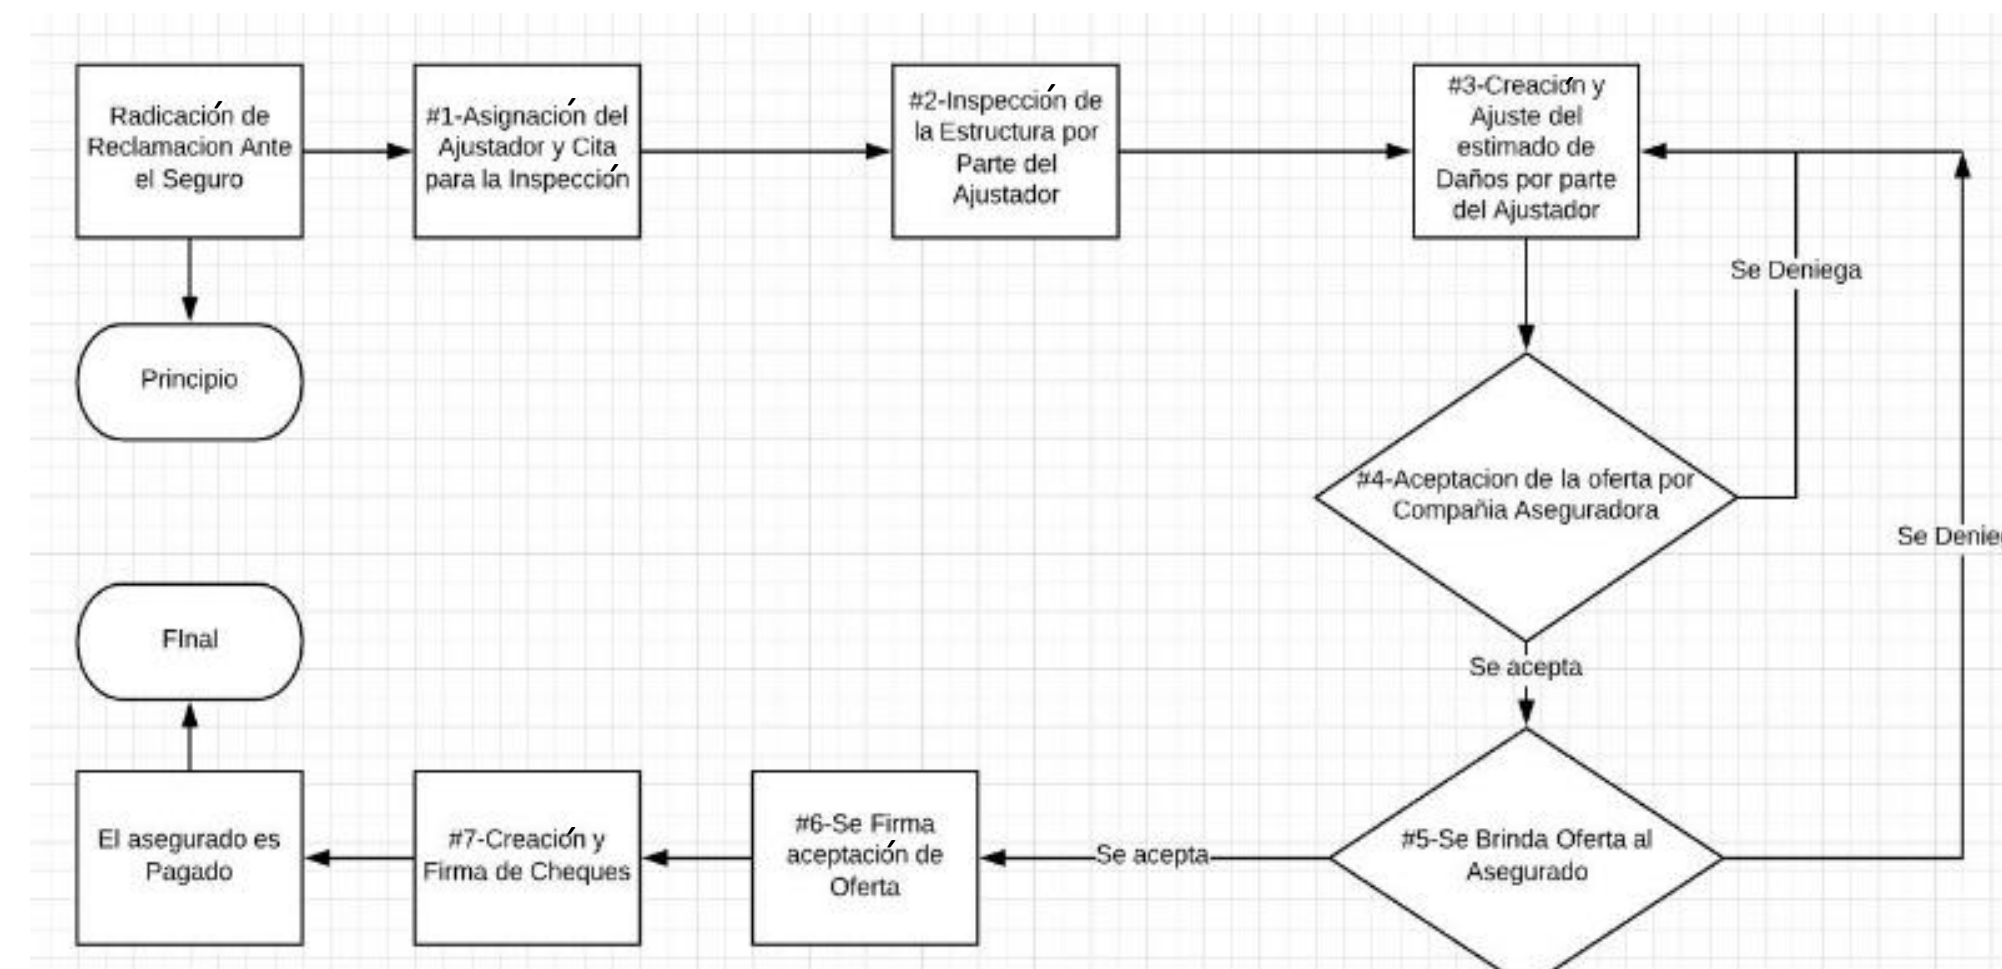 Radicación de
Reclamacion Ante
el Seguro
#1-Asignación del
Ajustador y Cita
para la Inspección
#2-Inspección de
la Estructura por
Parte del
Ajustador
#3-Creación y
Ajuste del
estimado de
Daños por parte
del Ajustador
Se Deniega
Principio
#4-Aceptacion de la oferta por
Compañia Aseguradora
Se
Se acepta
FInal
#5-Se Brinda Oferta al
Asegurado
Se acepta
#6-Se Firma
aceptación de
Oferta
#7-Creación y
Firma de Cheques
El asegurado es
Pagado